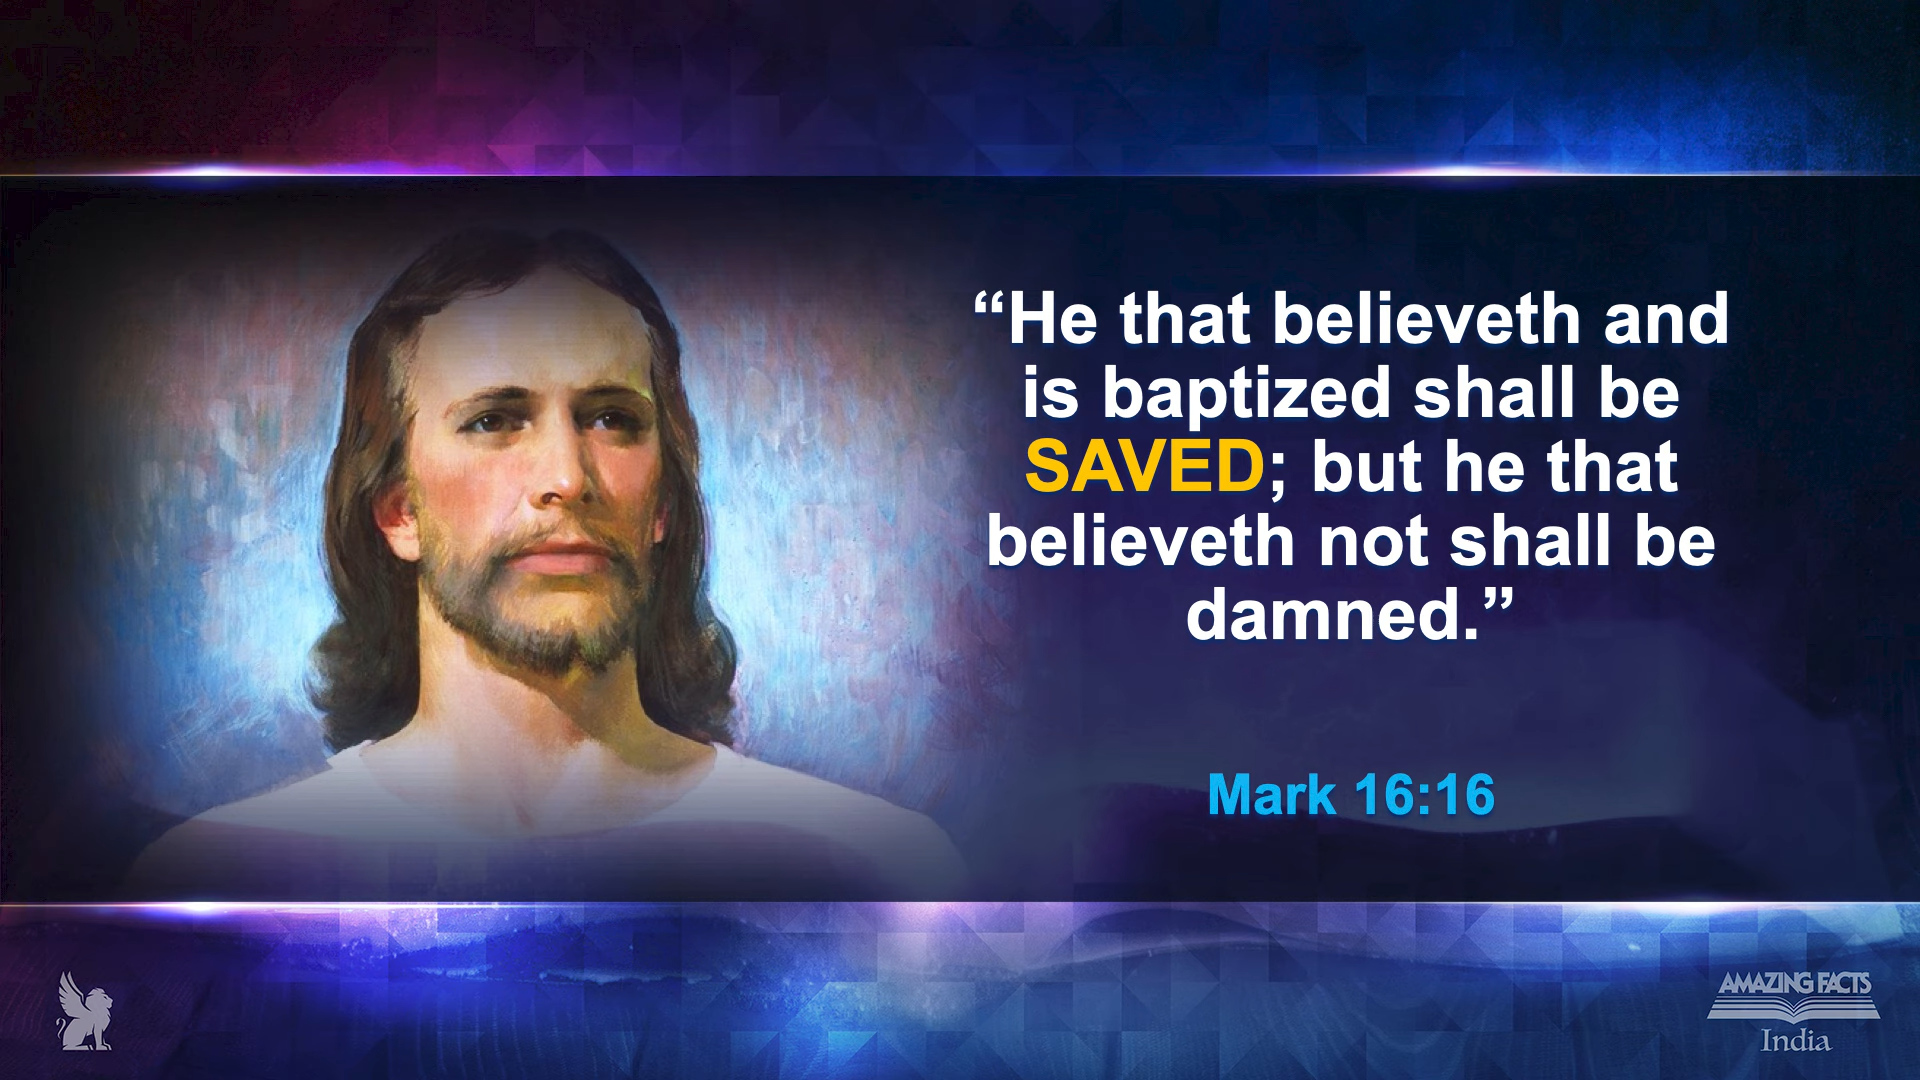 “He that believeth and
is baptized shall be
SAVED; but he that
believeth not shall be
damned.”
Mark 16:16
AMAZING FACTS
India